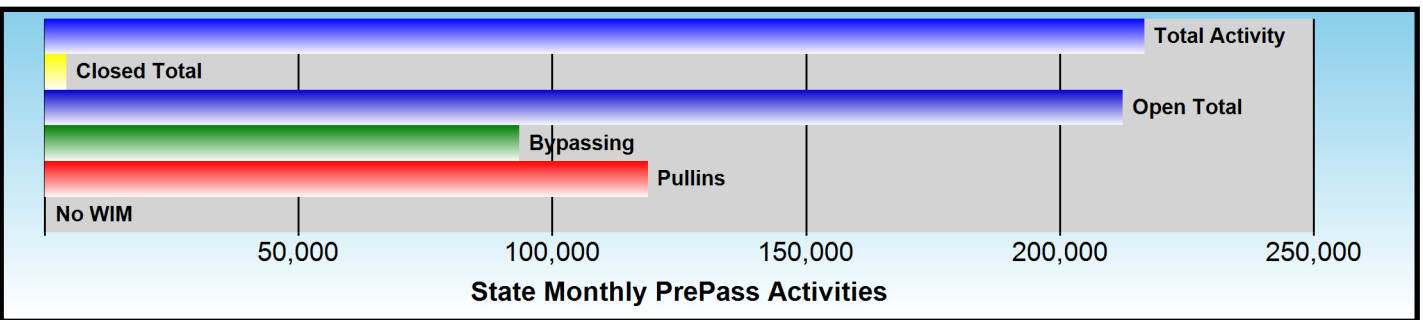 Total Activity
Closed Total
Open Total
Bypassing
Pullins
No WIM
50,000 100,000 150,000 200,000 250,000
State Monthly PrePass Activities